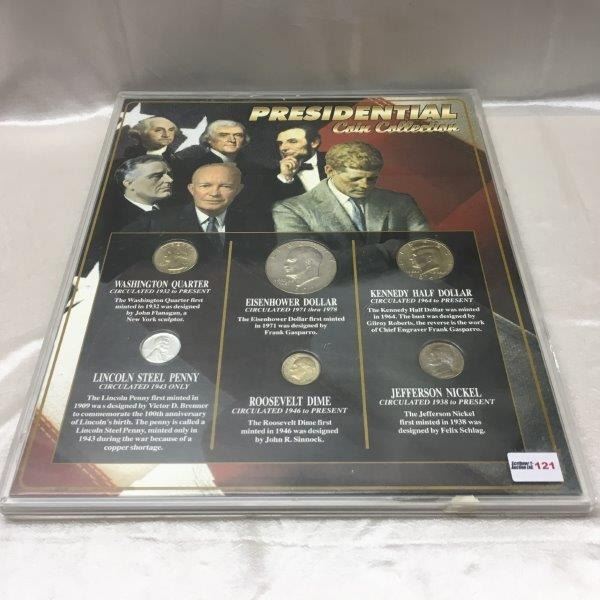 PRESIDENTIAL
Coin Collection
WASHINGTON QUARTER
CIRCULATED 1932 to PRESENT
The Washington Quarter first
minted in 1932 was designed
by John Flanagan, a
New York sculptor.
EISENHOWER DOLLAR
CIRCULATED 1971 thru 1978
The Eisenhower Dollar first minted
in 1971 was designed by
Frank Gasparro.
KENNEDY HALF DOLLAR
CIRCULATED 1964 to PRESENT
The Kennedy Half Dollar was minted
in 1964. The bust was designed by
Gilroy Roberts, the reverse is the work
of Chief Engraver Frank Gasparro.
LINCOLN STEEL PENNY
CIRCULATED 1943 ONLY
The Lincoln Penny first minted in
1909 was designed by Victor D. Brenner
to commemorate the 100th anniversary
of Lincoln's birth. The penny is called a
Lincoln Steel Penny, minted only in
1943 during the war because of a
copper shortage.
ROOSEVELT DIME
CIRCULATED 1946 to PRESENT
The Roosevelt Dime first
minted in 1946 was designed
by John R. Sinnock.
JEFFERSON NICKEL
CIRCULATED 1938 to PRESENT
The Jefferson Nickel
first minted in 1938 was
designed by Felix Schlag.
Auction Ltd. 121